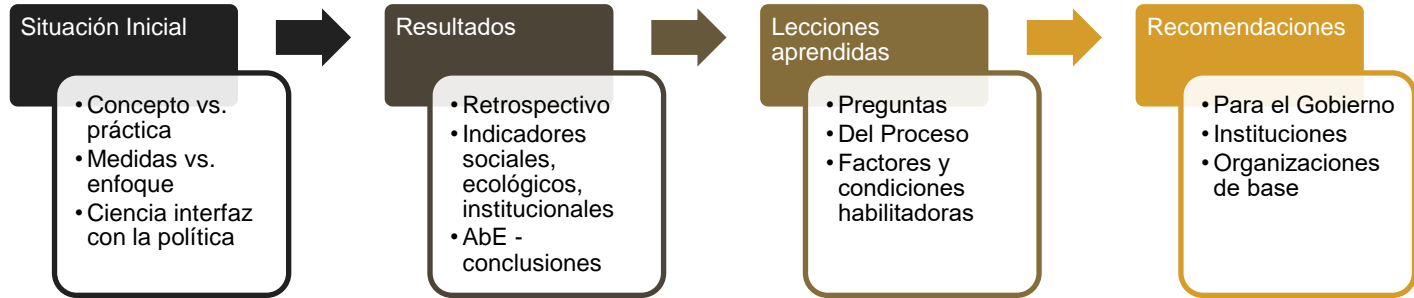 Situación Inicial
• Concepto vs.
práctica
• Medidas vs.
enfoque
• Ciencia interfaz
con la política
Resultados
• Retrospectivo
• Indicadores
sociales,
ecológicos,
institucionales
• AbE -
conclusiones
Lecciones
aprendidas
• Preguntas
• Del Proceso
• Factores y
condiciones
habilitadoras
Recomendaciones
• Para el Gobierno
• Instituciones
• Organizaciones
de base